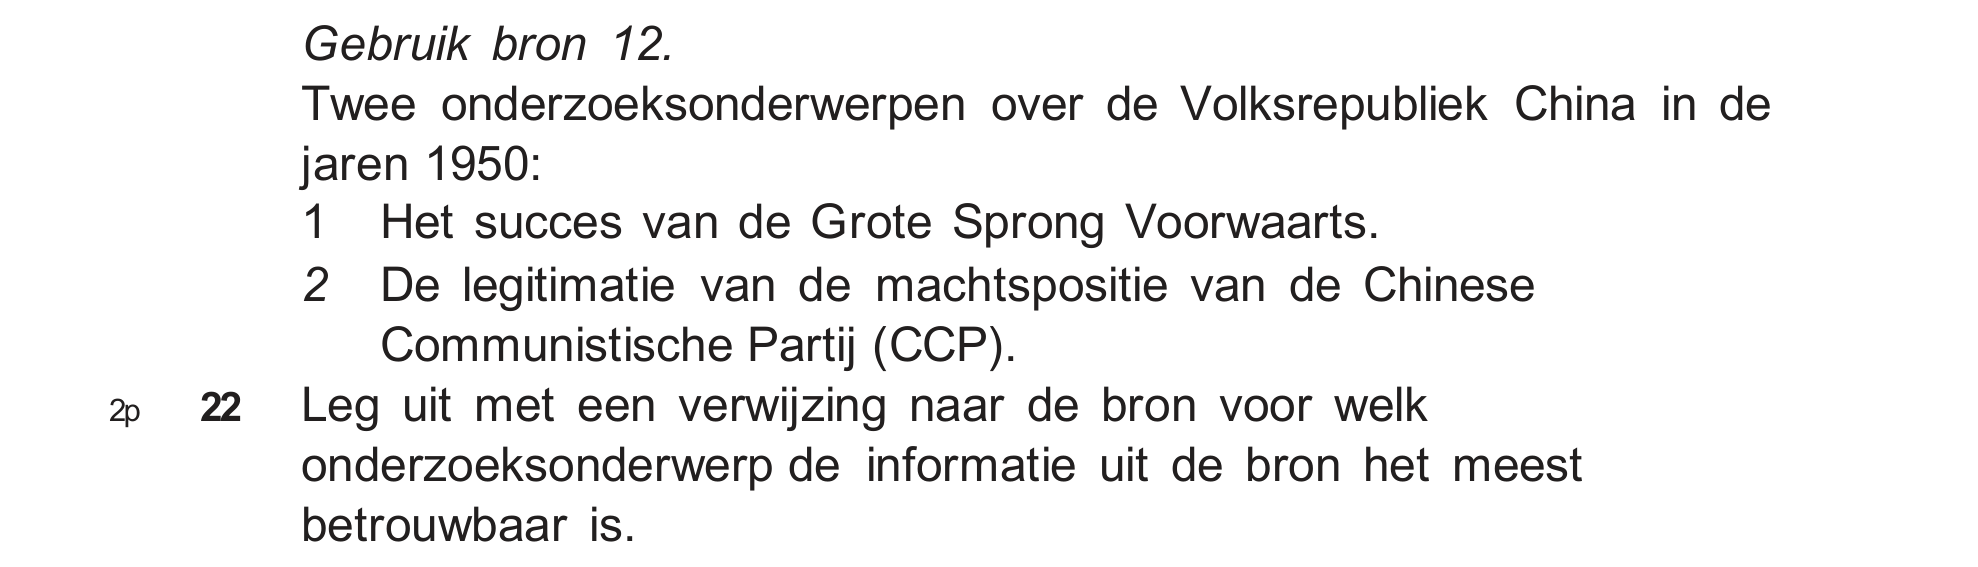 Gebruik bron 12.
Twee onderzoeksonderwerpen over de Volksrepubliek China in de
jaren 1950:
1 Het succes van de Grote Sprong Voorwaarts.
2 De legitimatie van de machtspositie van de Chinese
Communistische Partij (CCP).
2p 22 Leg uit met een verwijzing naar de bron voor welk
onderzoeksonderwerp de informatie uit de bron het meest
betrouwbaar is.